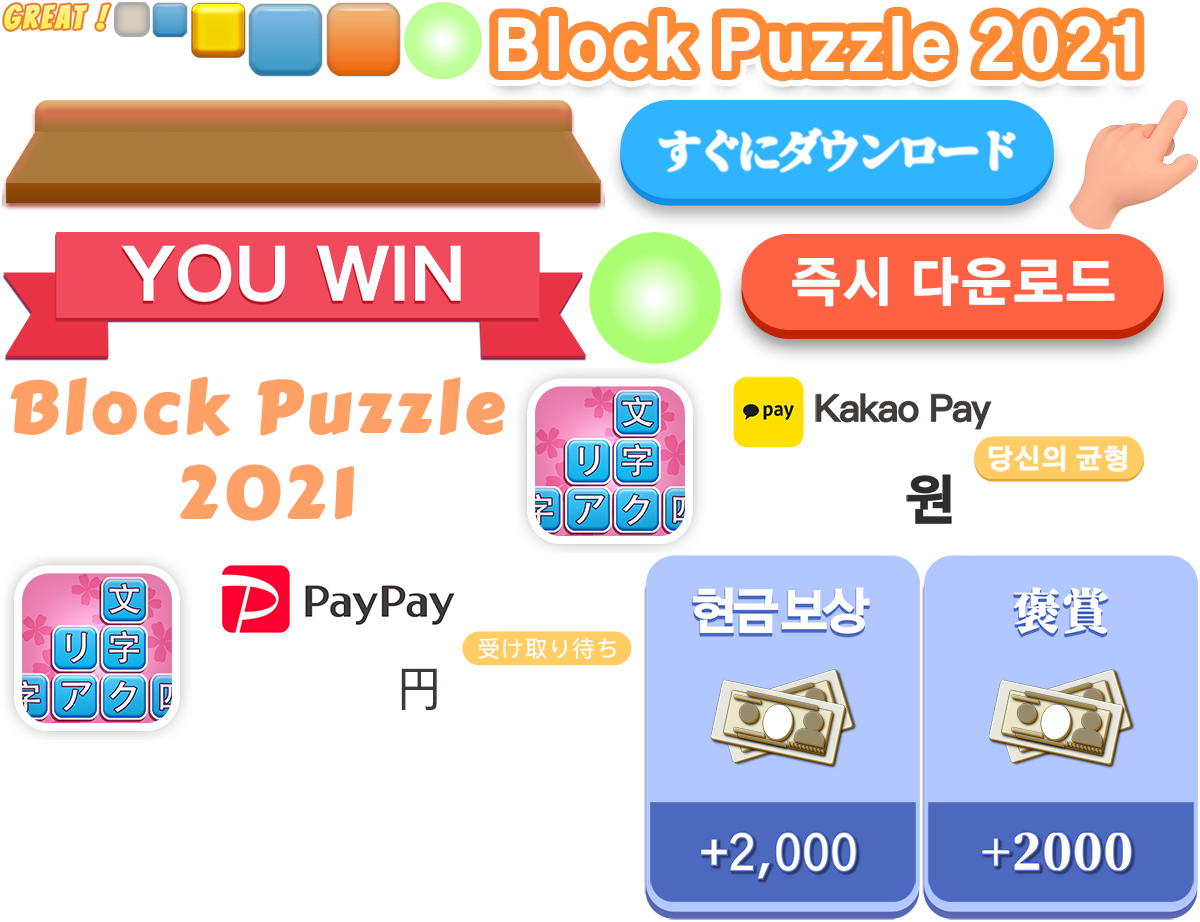 GREAT !
Block Puzzle 2021
すぐにダウンロード
YOU WIN
즉시 다운로드
Block Puzzle
2021
文
リ字
字アク四
pay
Kakao Pay
당신의 균형
원
文
リ字
字アク四
PayPay
受け取り待ち
円
현금 보상
+2,000
褒賞
+2000